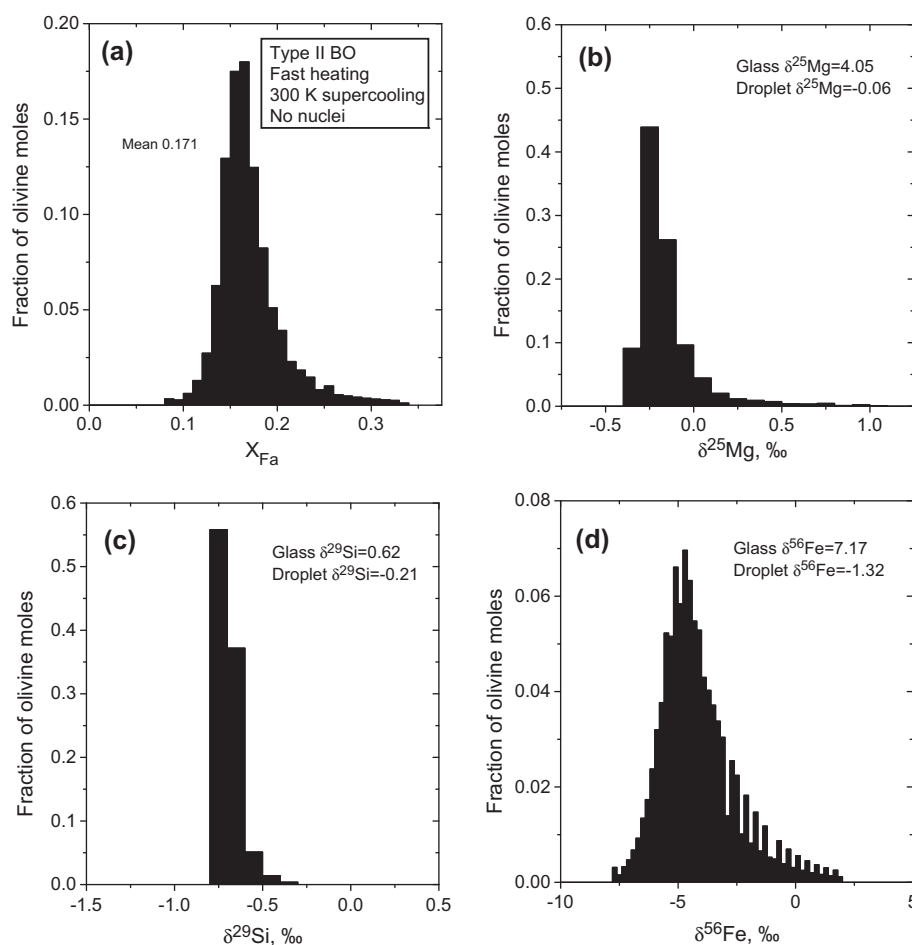 (a)
Type II BO
Fast heating
300 K supercooling
No nuclei
Mean 0.171
Fraction of olivine moles
0.20
0.15
0.10
0.05
0.00
0.0 0.1 0.2 0.3
X_Fa
(b)
Glass δ²⁵Mg=4.05
Droplet δ²⁵Mg=-0.06
Fraction of olivine moles
0.6
0.5
0.4
0.3
0.2
0.1
0.0
-0.5 0.0 0.5 1.0
δ²⁵Mg, ‰
(c)
Glass δ²⁹Si=0.62
Droplet δ²⁹Si=-0.21
Fraction of olivine moles
0.6
0.5
0.4
0.3
0.2
0.1
0.0
-1.5 -1.0 -0.5 0.0 0.5
δ²⁹Si, ‰
(d)
Glass δ⁵⁶Fe=7.17
Droplet δ⁵⁶Fe=-1.32
Fraction of olivine moles
0.08
0.06
0.04
0.02
0.00
-10 -5 0 5
δ⁵⁶Fe, ‰